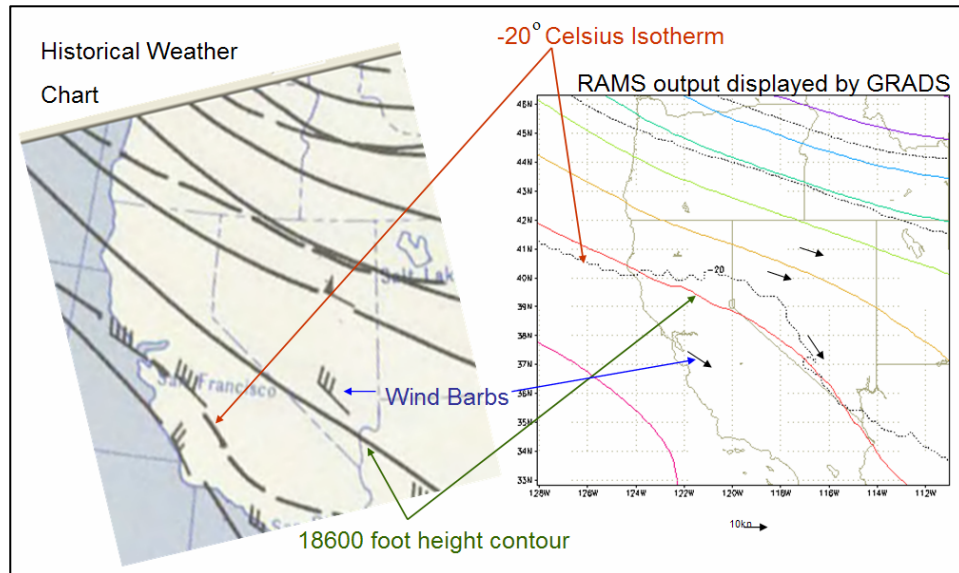 Historical Weather
Chart
-20° Celsius Isotherm
RAMS output displayed by GRADS
Salt Lake
San Francisco
Wind Barbs
18600 foot height contour
46N
45N
44N
43N
42N
41N
40N
39N
38N
37N
36N
35N
34N
33N
-20
128W
126W
124W
122W
120W
118W
116W
114W
112W
10kn